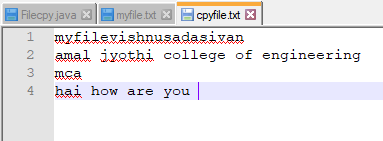 Filecpy.java myfile.txt cpyfile.txt
1 myfilevishnusadasivan
2 amal jyothi college of engineering
3 mca
4 hai how are you